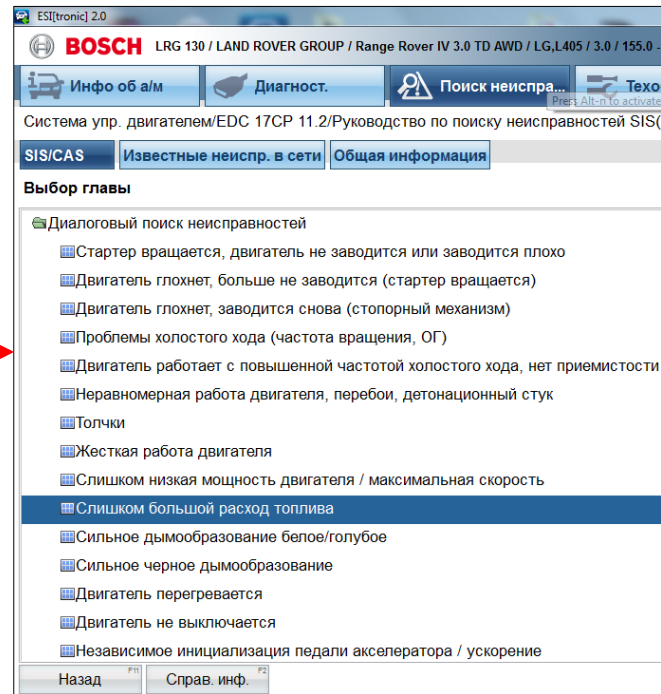 ESI[tronic] 2.0
BOSCH LRG 130 / LAND ROVER GROUP / Range Rover IV 3.0 TD AWD / LG,L405 / 3.0 / 155.0 -
Инфо об а/м Диагност. Поиск неиспра... Техо
Press Alt-n to activate
Система упр. двигателем/EDC 17CP 11.2/Руководство по поиску неисправностей SIS(
SIS/CAS Известные неиспр. в сети Общая информация
Выбор главы
Диалоговый поиск неисправностей
Стартер вращается, двигатель не заводится или заводится плохо
Двигатель глохнет, больше не заводится (стартер вращается)
Двигатель глохнет, заводится снова (стопорный механизм)
Проблемы холостого хода (частота вращения, ОГ)
Двигатель работает с повышенной частотой холостого хода, нет приемистости
Неравномерная работа двигателя, перебои, детонационный стук
Толчки
Жесткая работа двигателя
Слишком низкая мощность двигателя / максимальная скорость
Слишком большой расход топлива
Сильное дымообразование белое/голубое
Сильное черное дымообразование
Двигатель перегревается
Двигатель не выключается
Независимое инициализация педали акселератора / ускорение
Назад F11 Справ. инф. F2